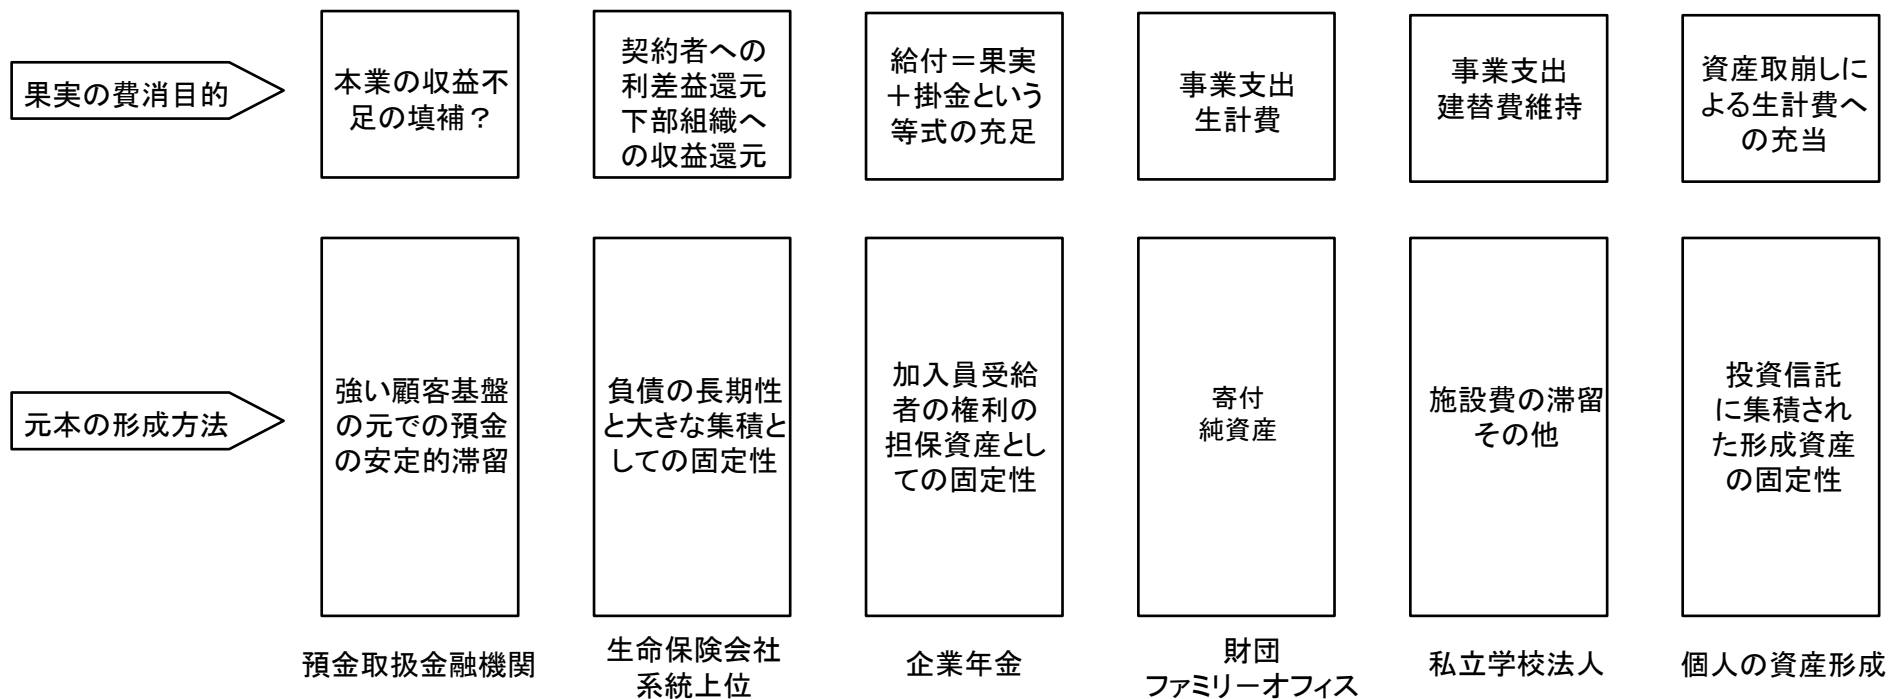 果実の費消目的
本業の収益不
足の填補？
契約者への
利差益還元
下部組織へ
の収益還元
給付＝果実
＋掛金という
等式の充足
事業支出
生計費
事業支出
建替費維持
資産取崩しに
よる生計費へ
の充当
元本の形成方法
強い顧客基盤
の元での預金
の安定的滞留
負債の長期性
と大きな集積と
しての固定性
加入員受給
者の権利の
担保資産とし
ての固定性
寄付
純資産
施設費の滞留
その他
投資信託
に集積され
た形成資産
の固定性
預金取扱金融機関
生命保険会社
系統上位
企業年金
財団
ファミリーオフィス
私立学校法人
個人の資産形成